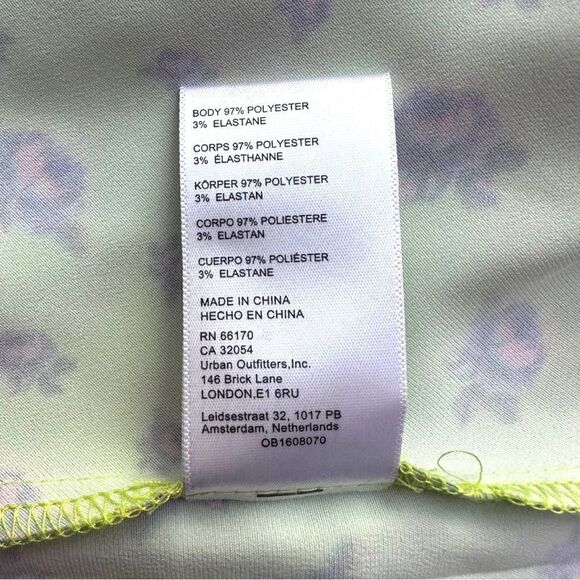 BODY 97% POLYESTER
3% ELASTANE
CORPS 97% POLYESTER
3% ÉLASTHANNE
KÖRPER 97% POLYESTER
3% ELASTAN
CORPO 97% POLIESTERE
3% ELASTAN
CUERPO 97% POLIÉSTER
3% ELASTANE
MADE IN CHINA
HECHO EN CHINA
RN 66170
CA 32054
Urban Outfitters,Inc.
146 Brick Lane
LONDON,E1 6RU
Leidsestraat 32, 1017 PB
Amsterdam, Netherlands
OB1608070